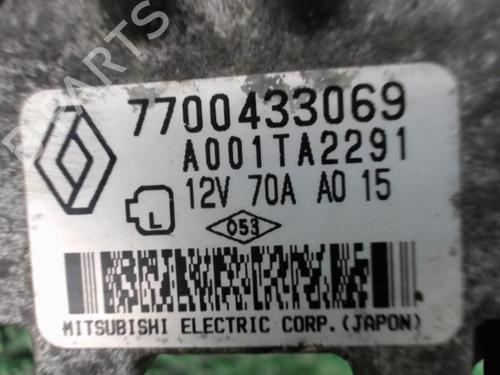 7700433069
A001TA2291
12V 70A A0 15
L
053
MITSUBISHI ELECTRIC CORP.(JAPON)